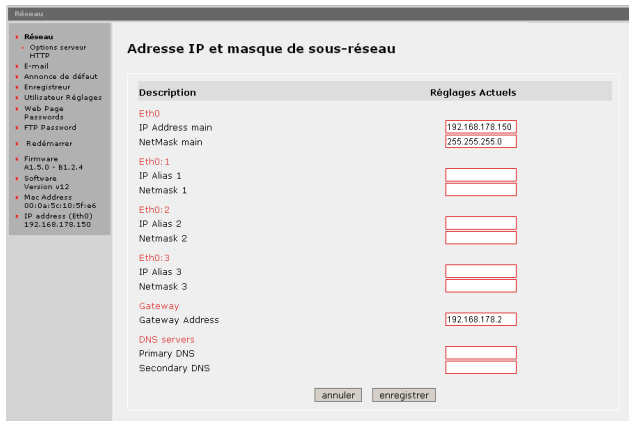 Réseau
Réseau
Options serveur
HTTP
E-mail
Annonce de défaut
Enregistreur
Utilisateur Réglages
Web Page
Passwords
FTP Password
Redémarrer
Firmware
A1.5.0 - B1.2.4
Software
Version v12
Mac Address
00:0a:5c:10:5f:e6
IP address (Eth0)
192.168.178.150
Adresse IP et masque de sous-réseau
Description Réglages Actuels
Eth0
IP Address main 192.168.178.150
NetMask main 255.255.255.0
Eth0:1
IP Alias 1
Netmask 1
Eth0:2
IP Alias 2
Netmask 2
Eth0:3
IP Alias 3
Netmask 3
Gateway
Gateway Address 192.168.178.2
DNS servers
Primary DNS
Secondary DNS
annuler enregistrer